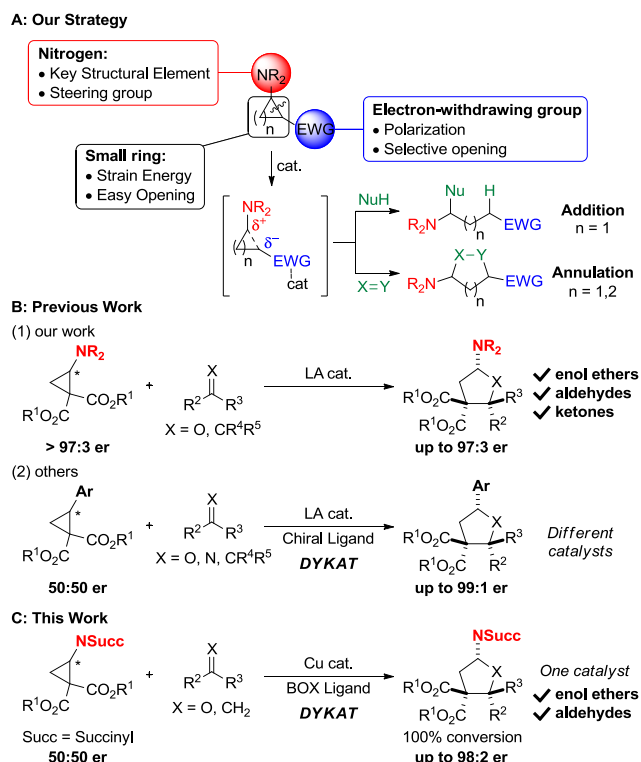 A: Our Strategy
Nitrogen:
• Key Structural Element
• Steering group
NR2
( )n
EWG
Electron-withdrawing group
• Polarization
• Selective opening
Small ring:
• Strain Energy
• Easy Opening
cat.
NR2
δ+
δ−
( )n
EWG
cat
NuH
Nu H
R2N ( )n EWG
Addition
n = 1
X=Y
X−Y
R2N ( )n EWG
Annulation
n = 1,2
B: Previous Work
(1) our work
NR2
*
R1O2C CO2R1
> 97:3 er
+
X
R2 R3
X = O, CR4R5
LA cat.
NR2
X
R3
R1O2C
R1O2C R2
up to 97:3 er
✓ enol ethers
✓ aldehydes
✓ ketones
(2) others
Ar
*
R1O2C CO2R1
50:50 er
+
X
R2 R3
X = O, N, CR4R5
LA cat.
Chiral Ligand
DYKAT
Ar
X
R3
R1O2C
R1O2C R2
up to 99:1 er
Different
catalysts
C: This Work
NSucc
*
R1O2C CO2R1
Succ = Succinyl
50:50 er
+
X
R2 R3
X = O, CH2
Cu cat.
BOX Ligand
DYKAT
NSucc
X
R3
R1O2C
R1O2C R2
100% conversion
up to 98:2 er
One catalyst
✓ enol ethers
✓ aldehydes